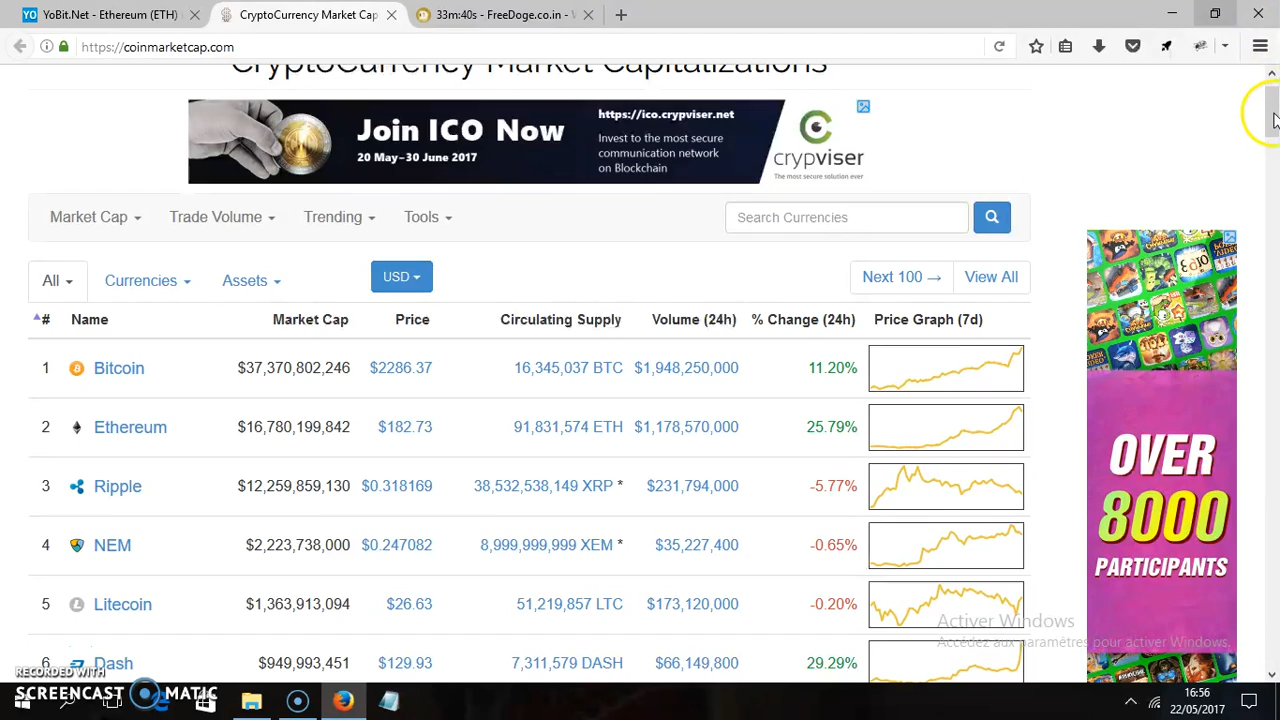 YoBit.Net - Ethereum (ETH)
CryptoCurrency Market Cap
33m:40s - FreeDoge.co.in -
https://coinmarketcap.com
CryptoCurrency Market Capitalizations
Join ICO Now
20 May–30 June 2017
https://ico.crypviser.net
Invest to the most secure
communication network
on Blockchain
crypviser
The most secure solution ever
Market Cap Trade Volume Trending Tools Search Currencies
All Currencies Assets USD Next 100 → View All
# Name Market Cap Price Circulating Supply Volume (24h) % Change (24h) Price Graph (7d)
1 Bitcoin $37,370,802,246 $2286.37 16,345,037 BTC $1,948,250,000 11.20%
2 Ethereum $16,780,199,842 $182.73 91,831,574 ETH $1,178,570,000 25.79%
3 Ripple $12,259,859,130 $0.318169 38,532,538,149 XRP * $231,794,000 -5.77%
4 NEM $2,223,738,000 $0.247082 8,999,999,999 XEM * $35,227,400 -0.65%
5 Litecoin $1,363,913,094 $26.63 51,219,857 LTC $173,120,000 -0.20%
6 Dash $949,993,451 $129.93 7,311,579 DASH $66,149,800 29.29%
OVER
8000
PARTICIPANTS
Activer Windows
Accédez aux paramètres pour activer Windows.
RECORDED WITH
SCREENCAST MATIC
16:56
22/05/2017